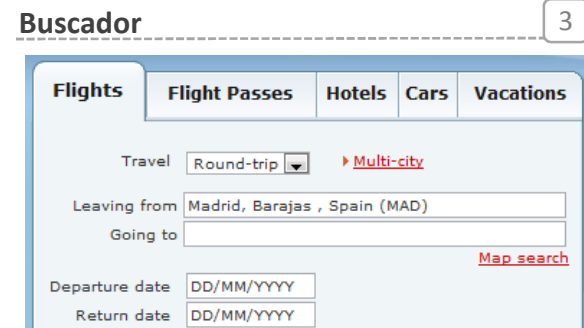 Buscador 3
Flights Flight Passes Hotels Cars Vacations
Travel Round-trip Multi-city
Leaving from Madrid, Barajas , Spain (MAD)
Going to
Map search
Departure date DD/MM/YYYY
Return date DD/MM/YYYY